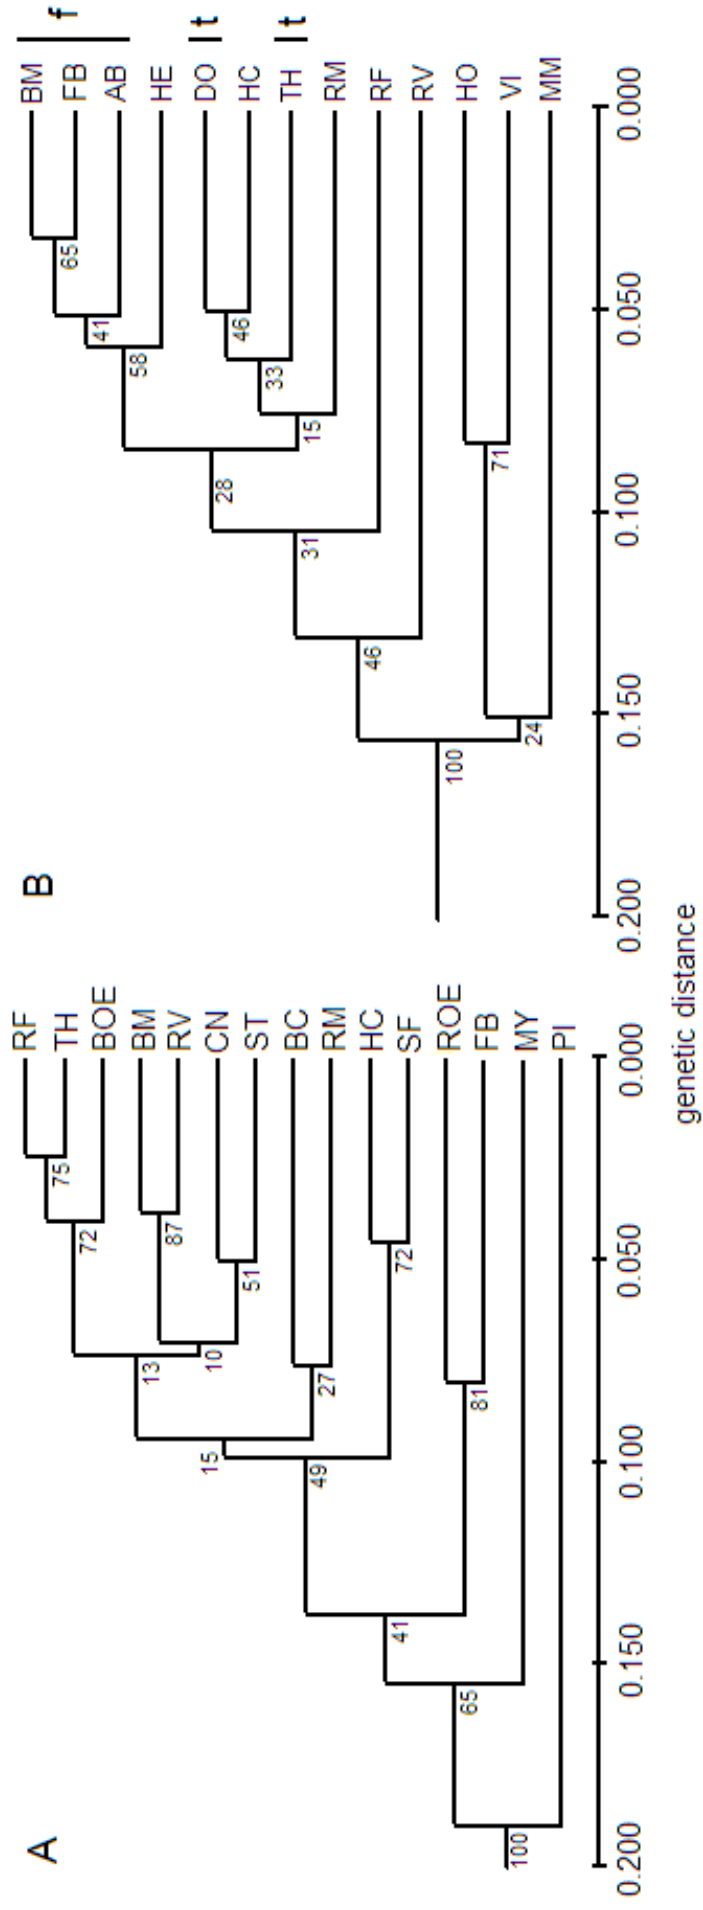 A
RF
TH
BOE
BM
RV
CN
ST
BC
RM
HC
SF
ROE
FB
MY
PI
75
72
87
51
10
13
27
15
72
49
81
41
65
100
0.200
0.150
0.100
0.050
0.000
B
BM
FB
AB
HE
DO
HC
TH
RM
RF
RV
HO
VI
MM
f
t
t
65
41
58
46
33
15
28
31
46
71
24
100
0.200
0.150
0.100
0.050
0.000
genetic distance